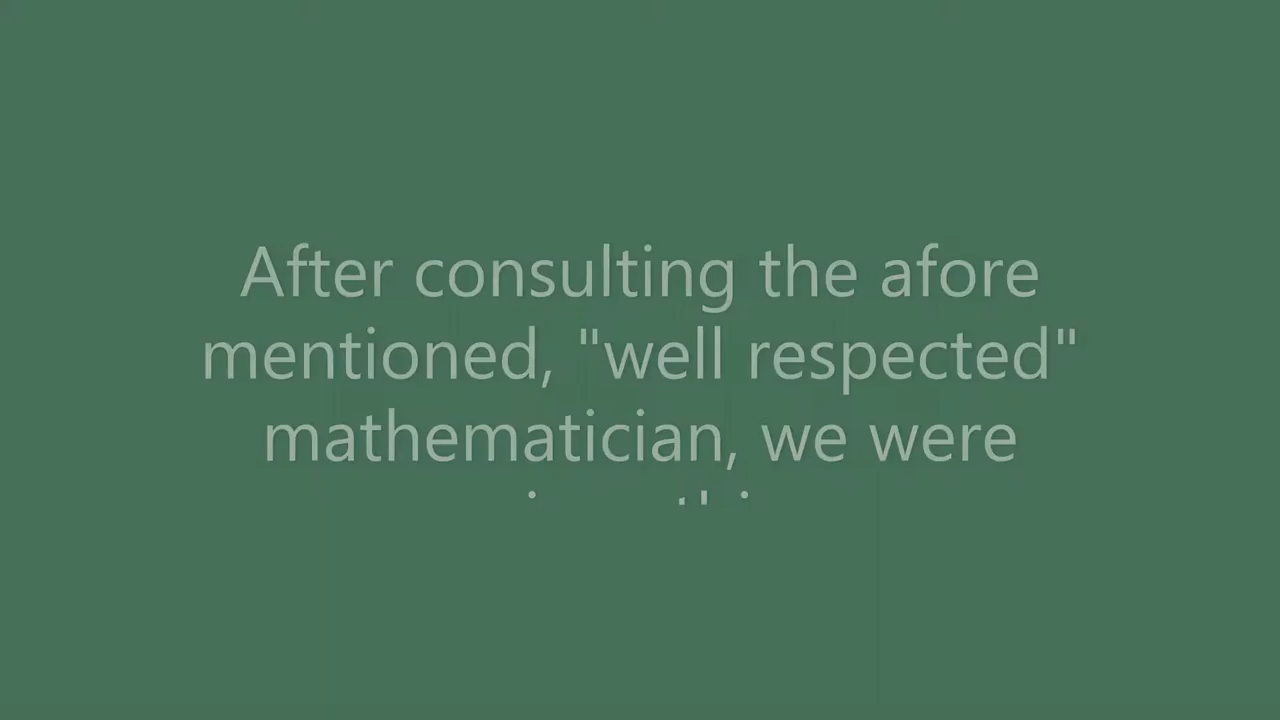 After consulting the afore
mentioned, "well respected"
mathematician, we were